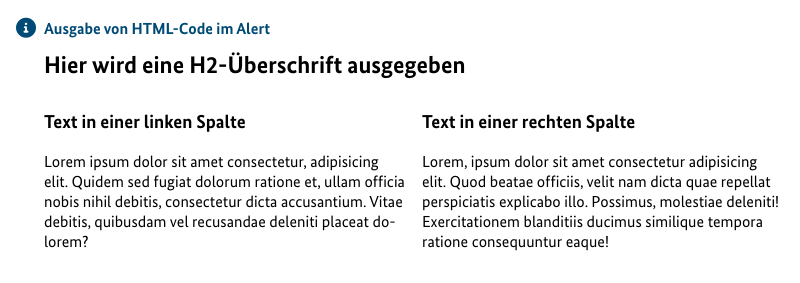 Ausgabe von HTML-Code im Alert
Hier wird eine H2-Überschrift ausgegeben
Text in einer linken Spalte
Lorem ipsum dolor sit amet consectetur, adipisicing
elit. Quidem sed fugiat dolorum ratione et, ullam officia
nobis nihil debitis, consectetur dicta accusantium. Vitae
debitis, quibusdam vel recusandae deleniti placeat do-
lorem?
Text in einer rechten Spalte
Lorem, ipsum dolor sit amet consectetur adipisicing
elit. Quod beatae officiis, velit nam dicta quae repellat
perspiciatis explicabo illo. Possimus, molestiae deleniti!
Exercitationem blanditiis ducimus similique tempora
ratione consequuntur eaque!